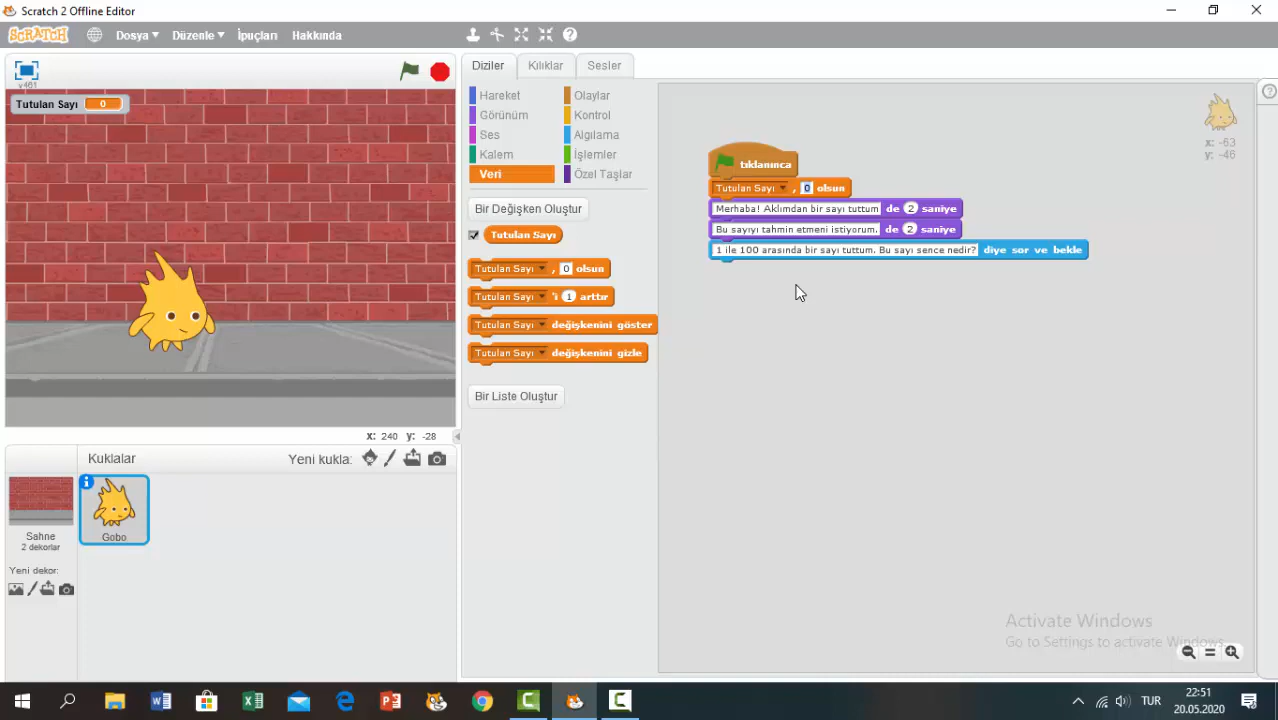 Scratch 2 Offline Editor
SCRATCH Dosya Düzenle İpuçları Hakkında
v461
Tutulan Sayı 0
Diziler Kılıklar Sesler
Hareket Olaylar
Görünüm Kontrol
Ses Algılama
Kalem İşlemler
Veri Özel Taşlar
Bir Değişken Oluştur
Tutulan Sayı
Tutulan Sayı , 0 olsun
Tutulan Sayı 'i 1 arttır
Tutulan Sayı değişkenini göster
Tutulan Sayı değişkenini gizle
Bir Liste Oluştur
tıklanınca
Tutulan Sayı , 0 olsun
Merhaba! Aklımdan bir sayı tuttum de 2 saniye
Bu sayıyı tahmin etmeni istiyorum. de 2 saniye
1 ile 100 arasında bir sayı tuttum. Bu sayı sence nedir? diye sor ve bekle
x: -63
y: -46
x: 240 y: -28
Kuklalar Yeni kukla:
Sahne
2 dekorlar
Yeni dekor:
Gobo
Activate Windows
Go to Settings to activate Windows.
TUR
22:51
20.05.2020